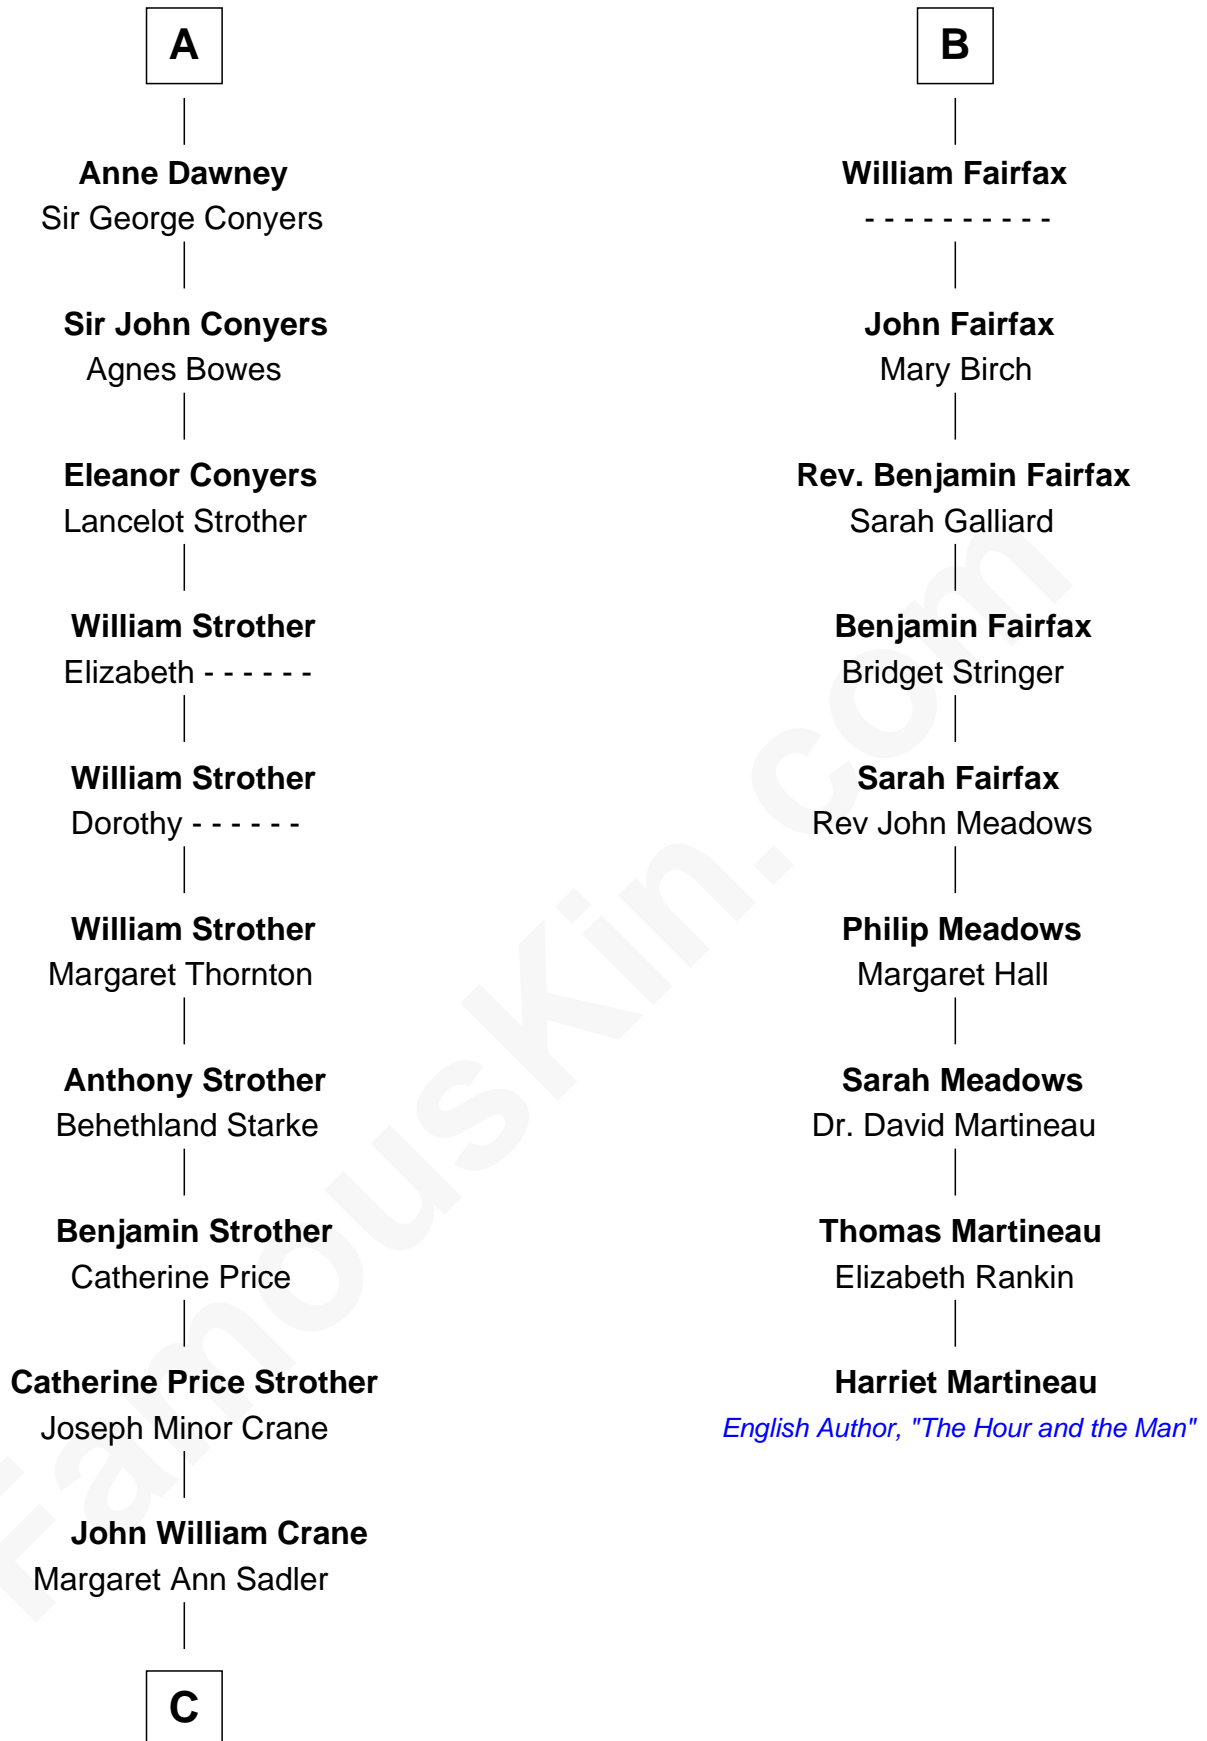 A
Anne Dawney
Sir George Conyers
Sir John Conyers
Agnes Bowes
Eleanor Conyers
Lancelot Strother
William Strother
Elizabeth - - - - - -
William Strother
Dorothy - - - - - -
William Strother
Margaret Thornton
Anthony Strother
Behethland Starke
Benjamin Strother
Catherine Price
Catherine Price Strother
Joseph Minor Crane
John William Crane
Margaret Ann Sadler
C
B
William Fairfax
- - - - - - - - - -
John Fairfax
Mary Birch
Rev. Benjamin Fairfax
Sarah Galliard
Benjamin Fairfax
Bridget Stringer
Sarah Fairfax
Rev John Meadows
Philip Meadows
Margaret Hall
Sarah Meadows
Dr. David Martineau
Thomas Martineau
Elizabeth Rankin
Harriet Martineau
English Author, "The Hour and the Man"
FamousKin.com